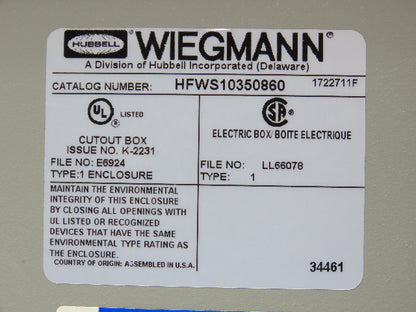 HUBBELL® WIEGMANN®
A Division of Hubbell Incorporated (Delaware)
CATALOG NUMBER: HFWS10350860 1722711F
UL® LISTED
CUTOUT BOX
ISSUE NO. K-2231
FILE NO: E6924
TYPE:1 ENCLOSURE
SA®
ELECTRIC BOX/BOITE ELECTRIQUE
FILE NO.: LL66078
TYPE: 1
MAINTAIN THE ENVIRONMENTAL
INTEGRITY OF THIS ENCLOSURE
BY CLOSING ALL OPENINGS WITH
UL LISTED OR RECOGNIZED
DEVICES THAT HAVE THE SAME
ENVIRONMENTAL TYPE RATING AS
THE ENCLOSURE.
COUNTRY OF ORIGIN: ASSEMBLED IN U.S.A.
34461